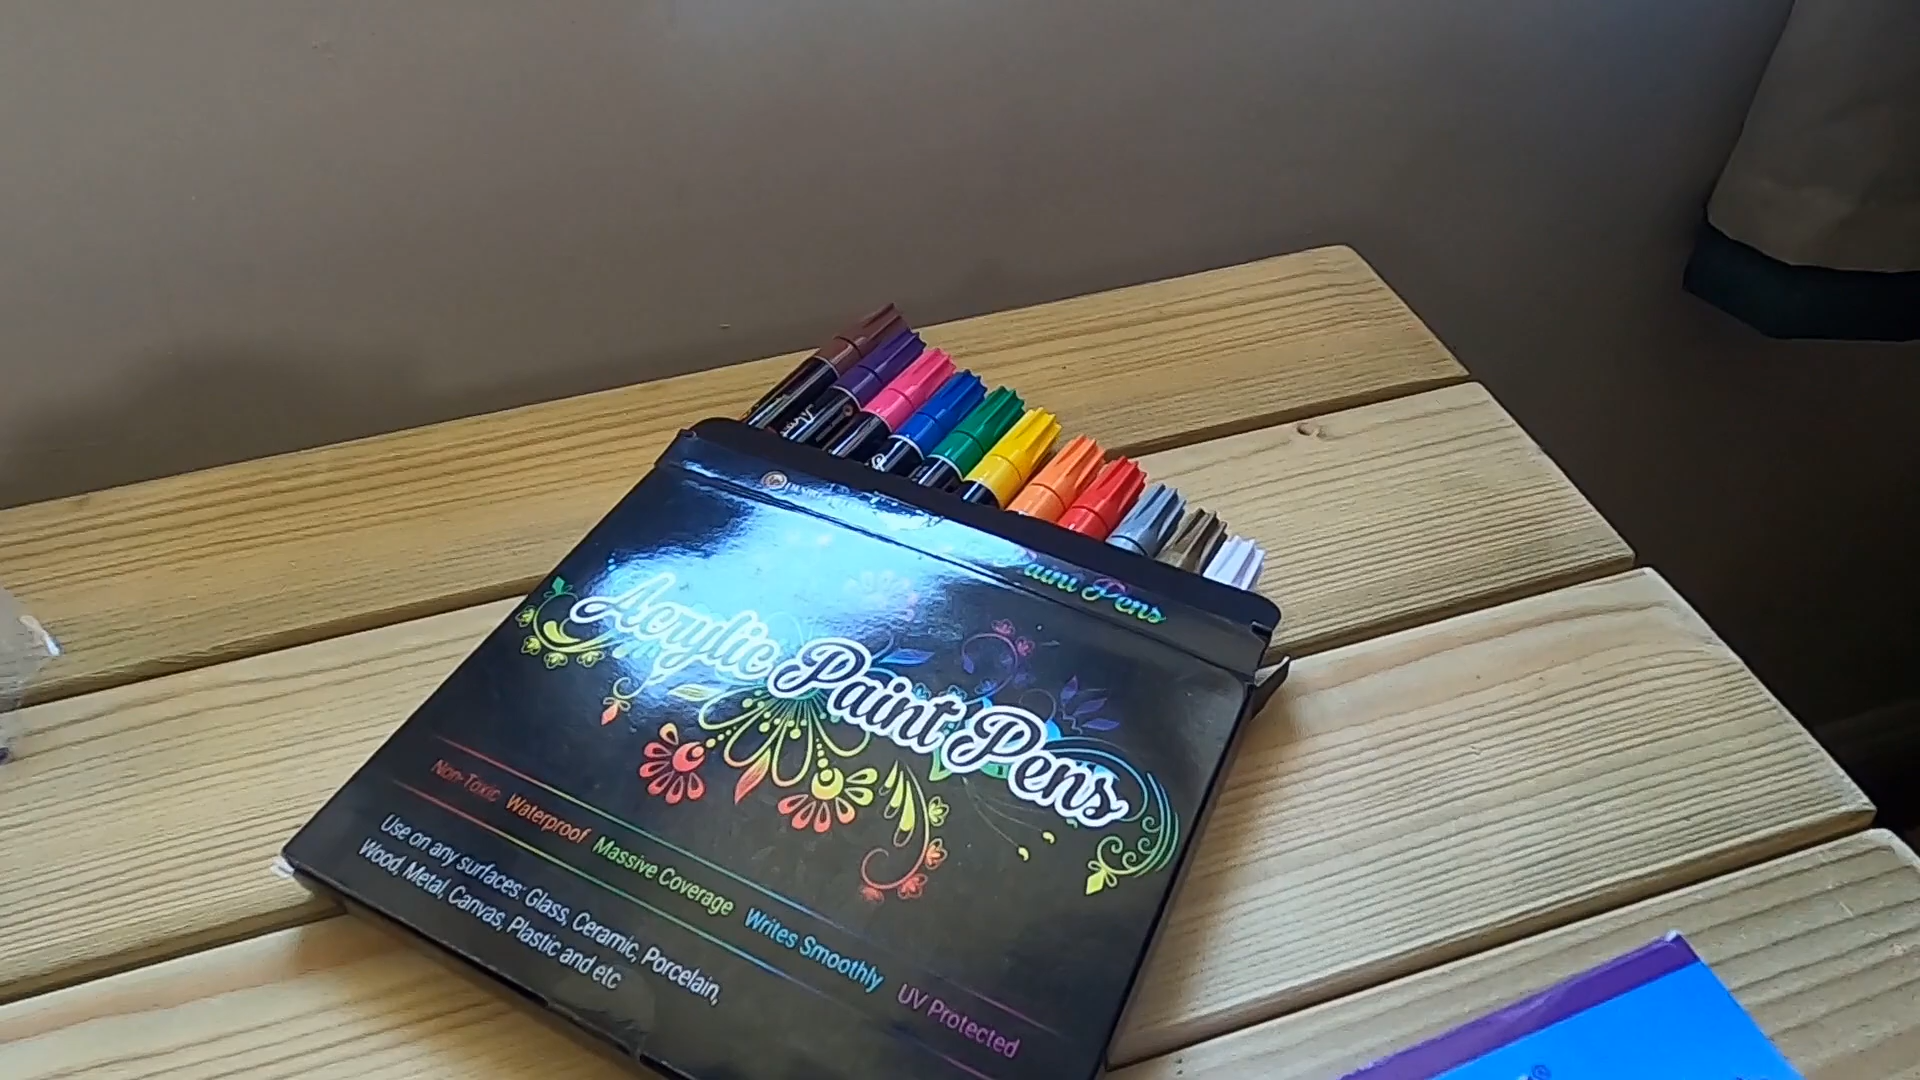 Paint Pens
Acrylic Paint Pens
Non-Toxic Waterproof Massive Coverage Writes Smoothly UV Protected
Use on any surfaces: Glass, Ceramic, Porcelain,
Wood, Metal, Canvas, Plastic and etc